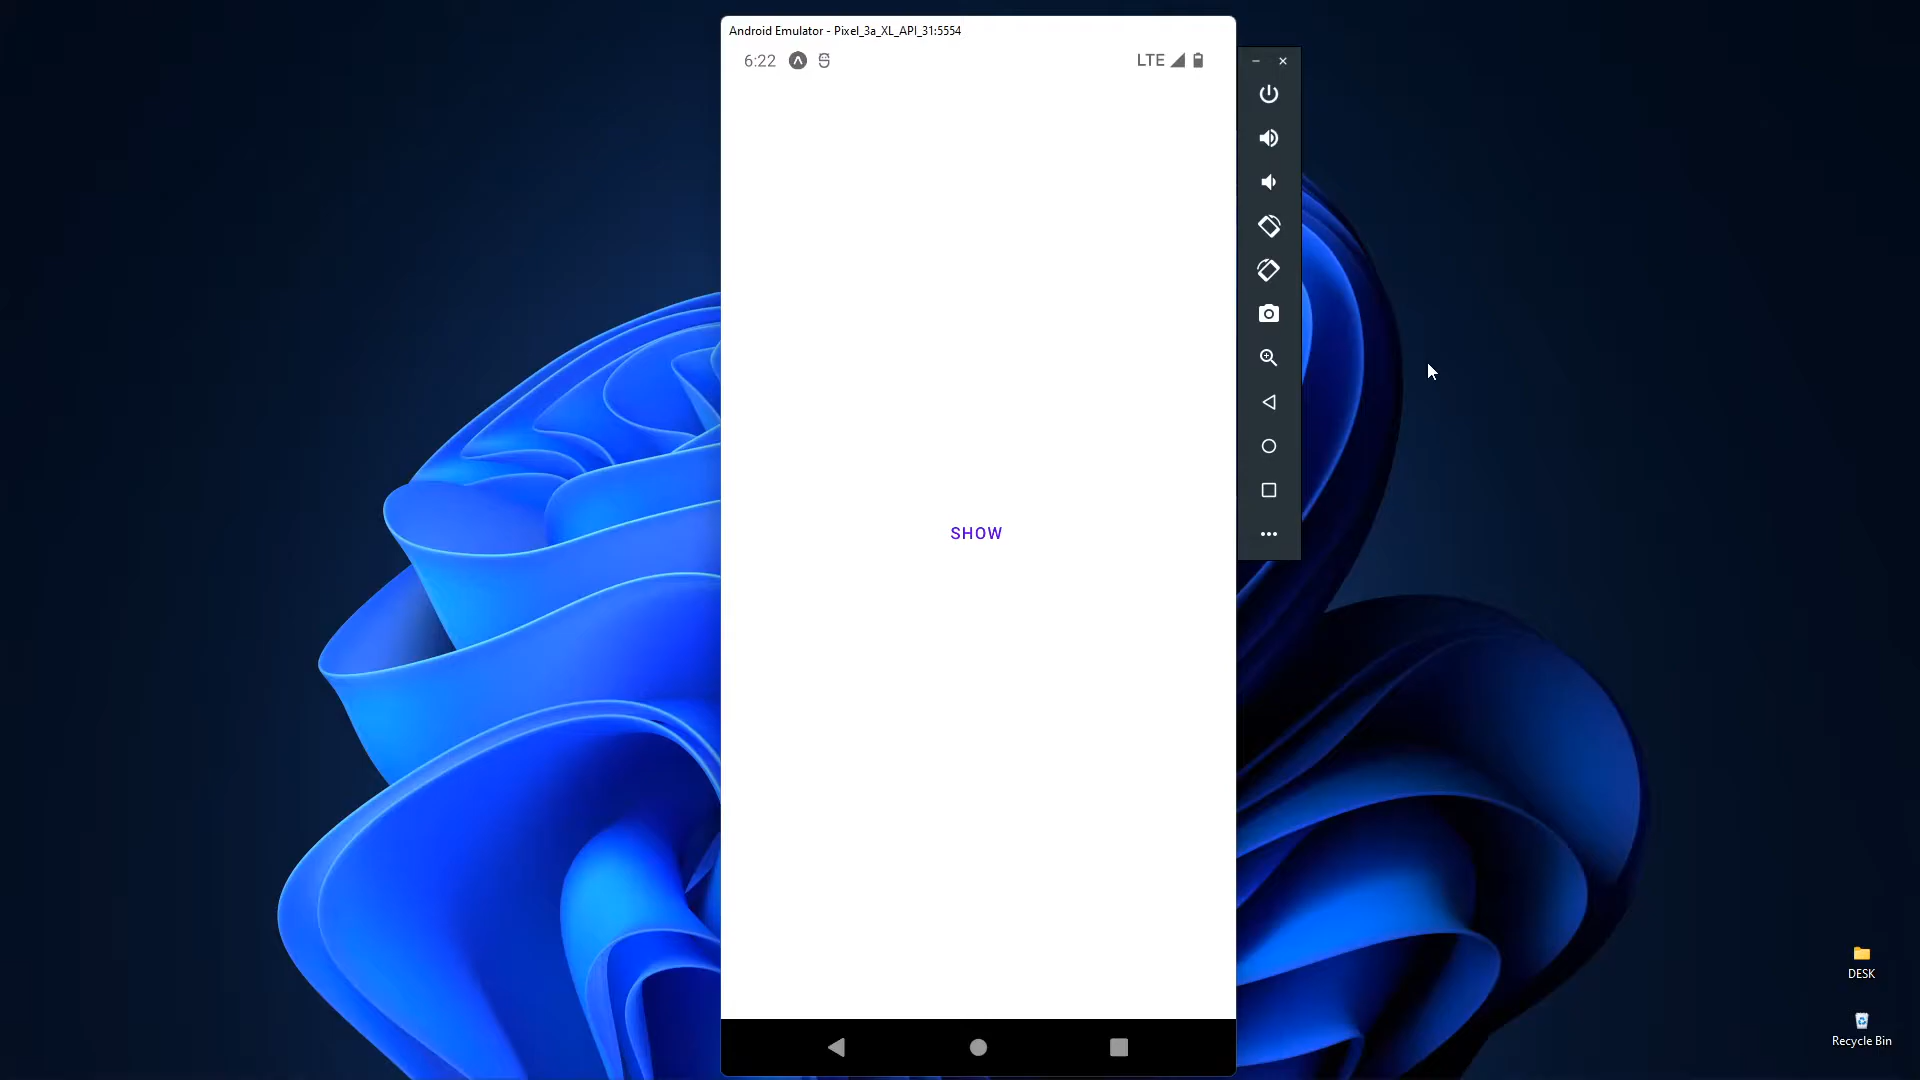 Android Emulator - Pixel_3a_XL_API_31:5554
6:22 LTE
SHOW
DESK
Recycle Bin